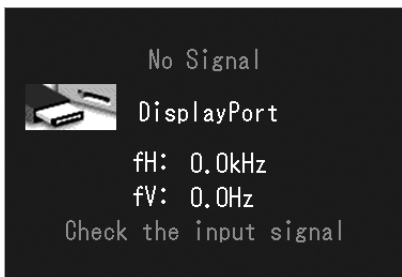 No Signal
DisplayPort
fH: 0.0kHz
fV: 0.0Hz
Check the input signal